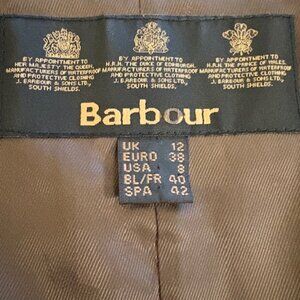 BY APPOINTMENT TO
HER MAJESTY THE QUEEN
MANUFACTURERS OF WATERPROOF
AND PROTECTIVE CLOTHING
J. BARBOUR & SONS LTD.
SOUTH SHIELDS.
BY APPOINTMENT TO
H.R.H. THE DUKE OF EDINBURGH.
MANUFACTURERS OF WATERPROOF
AND PROTECTIVE CLOTHING
J. BARBOUR & SONS LTD.
SOUTH SHIELDS.
BY APPOINTMENT TO
H.R.H. THE PRINCE OF WALES.
MANUFACTURERS OF WATERPROOF
AND PROTECTIVE CLOTHING
J. BARBOUR & SONS LTD.
SOUTH SHIELDS.
Barbour
UK 12
EURO 38
USA 8
BL/FR 40
SPA 42